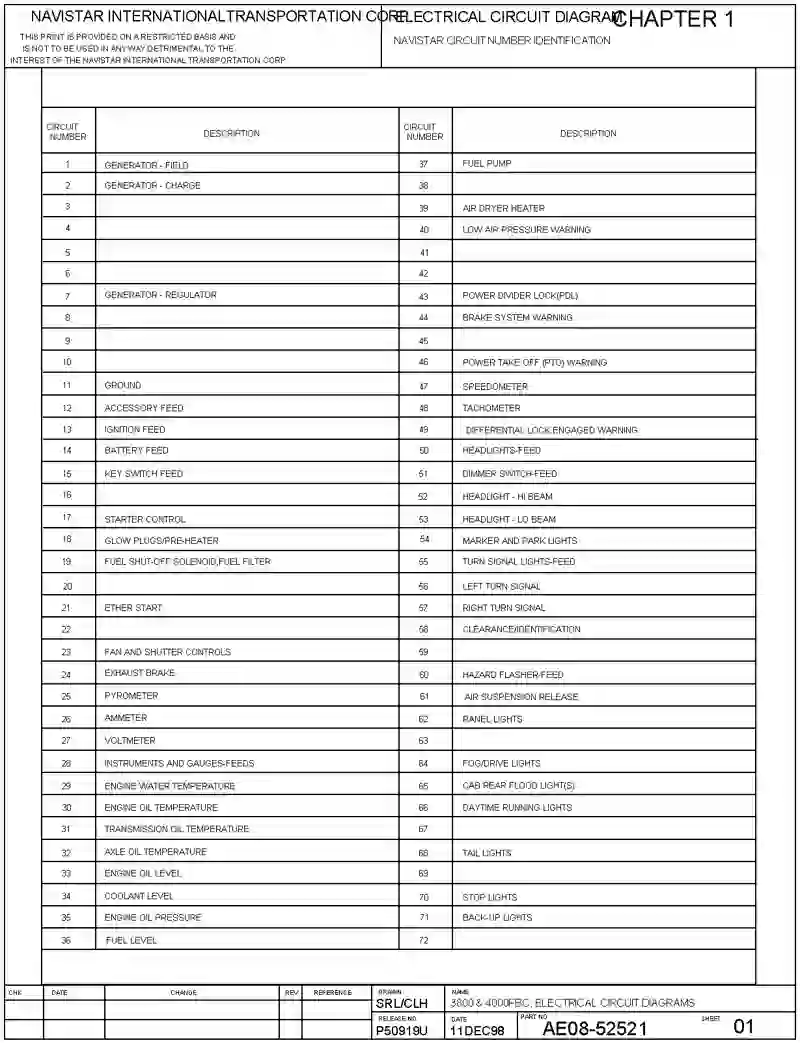 NAVISTAR INTERNATIONALTRANSPORTATION CORP.
THIS PRINT IS PROVIDED ON A RESTRICTED BASIS AND
IS NOT TO BE USED IN ANY WAY DETRIMENTAL TO THE
INTEREST OF THE NAVISTAR INTERNATIONAL TRANSPORTATION CORP
ELECTRICAL CIRCUIT DIAGRAM
CHAPTER 1
NAVISTAR CIRCUIT NUMBER IDENTIFICATION
CIRCUIT NUMBER DESCRIPTION
1 GENERATOR - FIELD
2 GENERATOR - CHARGE
3
4
5
6
7 GENERATOR - REGULATOR
8
9
10
11 GROUND
12 ACCESSORY FEED
13 IGNITION FEED
14 BATTERY FEED
15 KEY SWITCH FEED
16
17 STARTER CONTROL
18 GLOW PLUGS/PRE-HEATER
19 FUEL SHUT-OFF SOLENOID,FUEL FILTER
20
21 ETHER START
22
23 FAN AND SHUTTER CONTROLS
24 EXHAUST BRAKE
25 PYROMETER
26 AMMETER
27 VOLTMETER
28 INSTRUMENTS AND GAUGES-FEEDS
29 ENGINE WATER TEMPERATURE
30 ENGINE OIL TEMPERATURE
31 TRANSMISSION OIL TEMPERATURE
32 AXLE OIL TEMPERATURE
33 ENGINE OIL LEVEL
34 COOLANT LEVEL
35 ENGINE OIL PRESSURE
36 FUEL LEVEL
CIRCUIT NUMBER DESCRIPTION
37 FUEL PUMP
38
39 AIR DRYER HEATER
40 LOW AIR PRESSURE WARNING
41
42
43 POWER DIVIDER LOCK(PDL)
44 BRAKE SYSTEM WARNING
45
46 POWER TAKE OFF (PTO) WARNING
47 SPEEDOMETER
48 TACHOMETER
49 DIFFERENTIAL LOCK,ENGAGED WARNING
50 HEADLIGHTS-FEED
51 DIMMER SWITCH-FEED
52 HEADLIGHT - HI BEAM
53 HEADLIGHT - LO BEAM
54 MARKER AND PARK LIGHTS
55 TURN SIGNAL LIGHTS-FEED
56 LEFT TURN SIGNAL
57 RIGHT TURN SIGNAL
58 CLEARANCE/IDENTIFICATION
59
60 HAZARD FLASHER-FEED
61 AIR SUSPENSION RELEASE
62 PANEL LIGHTS
63
64 FOG/DRIVE LIGHTS
65 CAB REAR FLOOD LIGHT(S)
66 DAYTIME RUNNING LIGHTS
67
68 TAIL LIGHTS
69
70 STOP LIGHTS
71 BACK-UP LIGHTS
72
CHK DATE CHANGE REV REFERENCE
DRAWN SRL/CLH
NAME 3800 & 4000FBC, ELECTRICAL CIRCUIT DIAGRAMS
RELEASE NO. P50919U
DATE 11DEC98
PART NO AE08-52521
SHEET 01